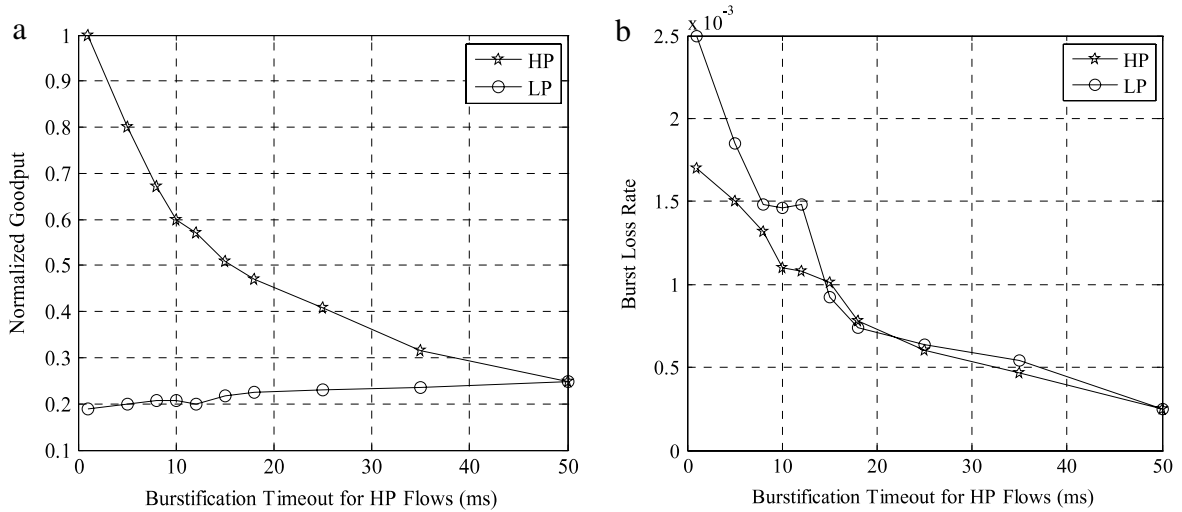 a
1
0.9
0.8
0.7
0.6
0.5
0.4
0.3
0.2
0.1
0
10
20
30
40
50
Normalized Goodput
Burstification Timeout for HP Flows (ms)
HP
LP
b
x 10⁻³
2.5
2
1.5
1
0.5
0
0
10
20
30
40
50
Burst Loss Rate
Burstification Timeout for HP Flows (ms)
HP
LP